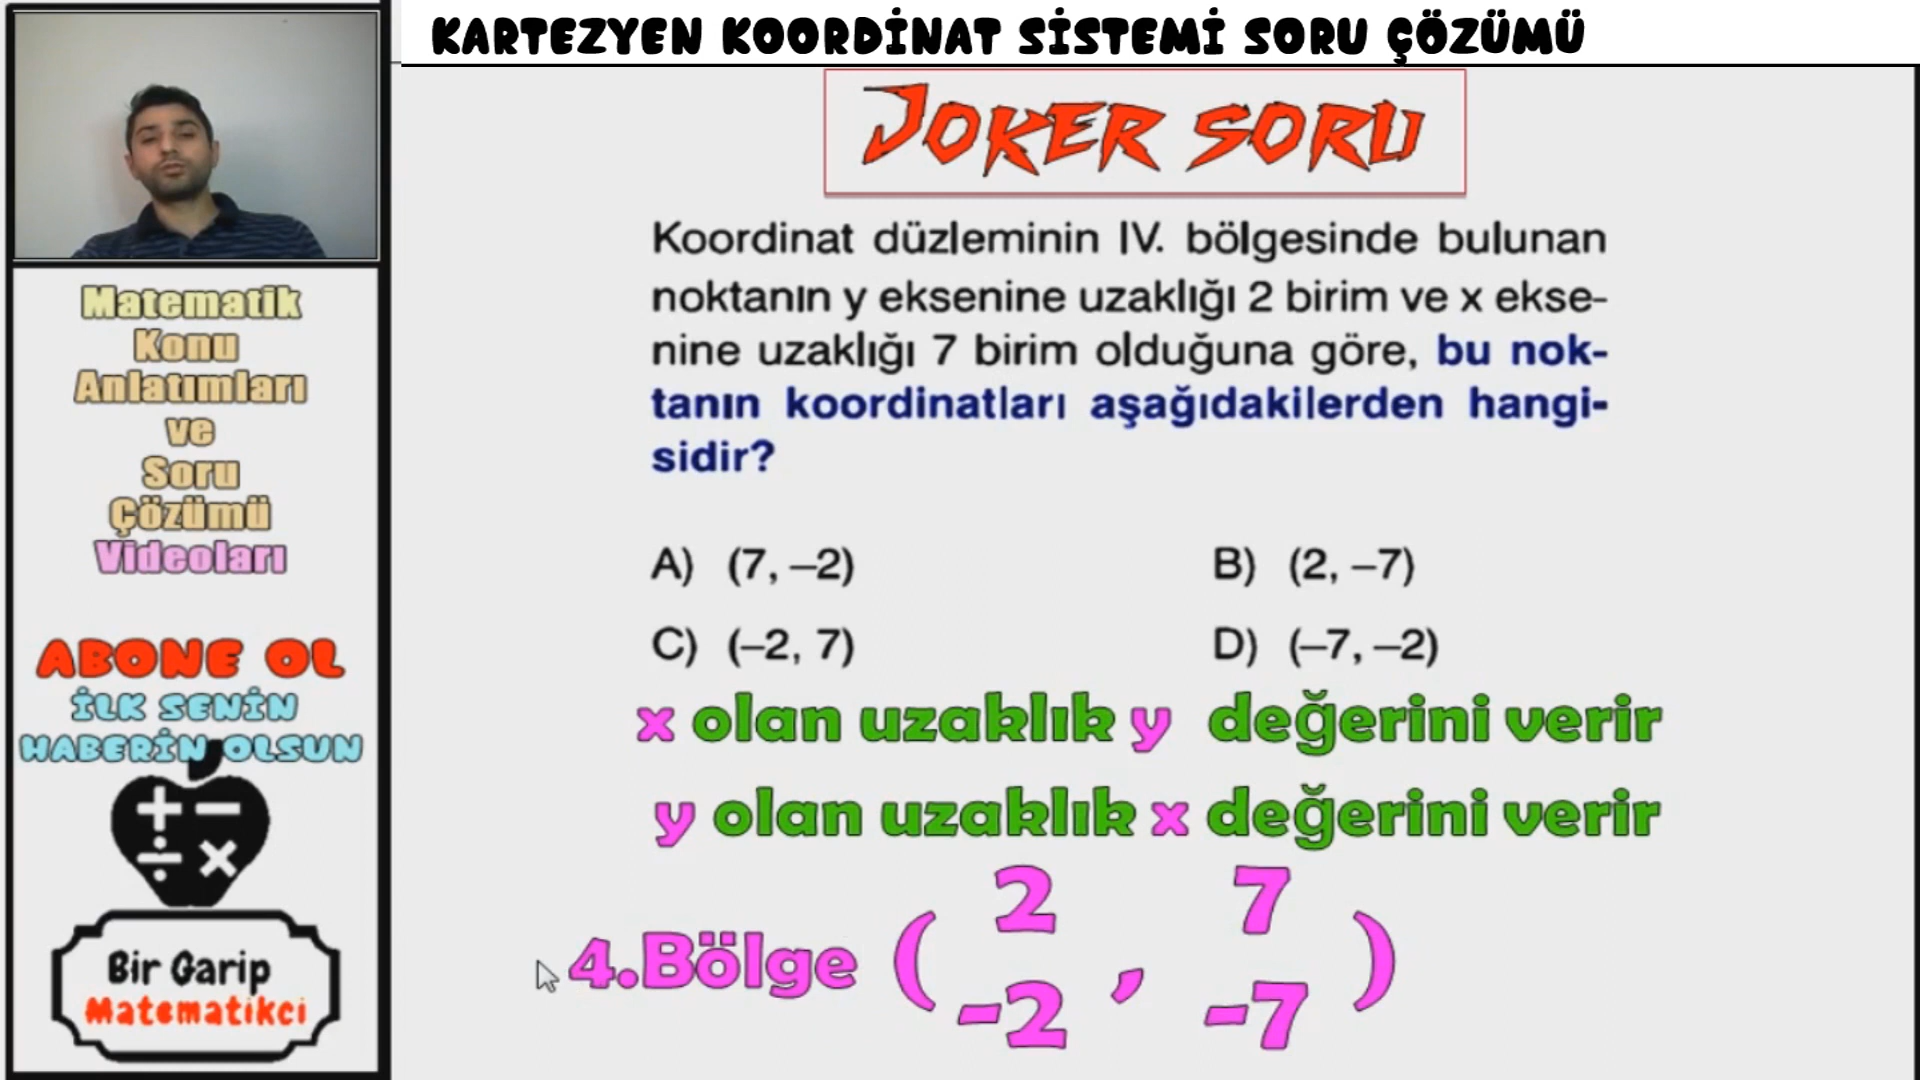 KARTEZYEN KOORDİNAT SİSTEMİ SORU ÇÖZÜMÜ
JOKER SORU
Koordinat düzleminin IV. bölgesinde bulunan
noktanın y eksenine uzaklığı 2 birim ve x ekse-
nine uzaklığı 7 birim olduğuna göre, bu nok-
tanın koordinatları aşağıdakilerden hangi-
sidir?
A) (7, –2)
B) (2, –7)
C) (–2, 7)
D) (–7, –2)
x olan uzaklık y değerini verir
y olan uzaklık x değerini verir
2 7
4.Bölge ( , )
-2 -7
Matematik
Konu
Anlatımları
ve
Soru
Çözümü
Videoları
ABONE OL
İLK SENİN
HABERİN OLSUN
+ −
÷ ×
Bir Garip
Matematikci